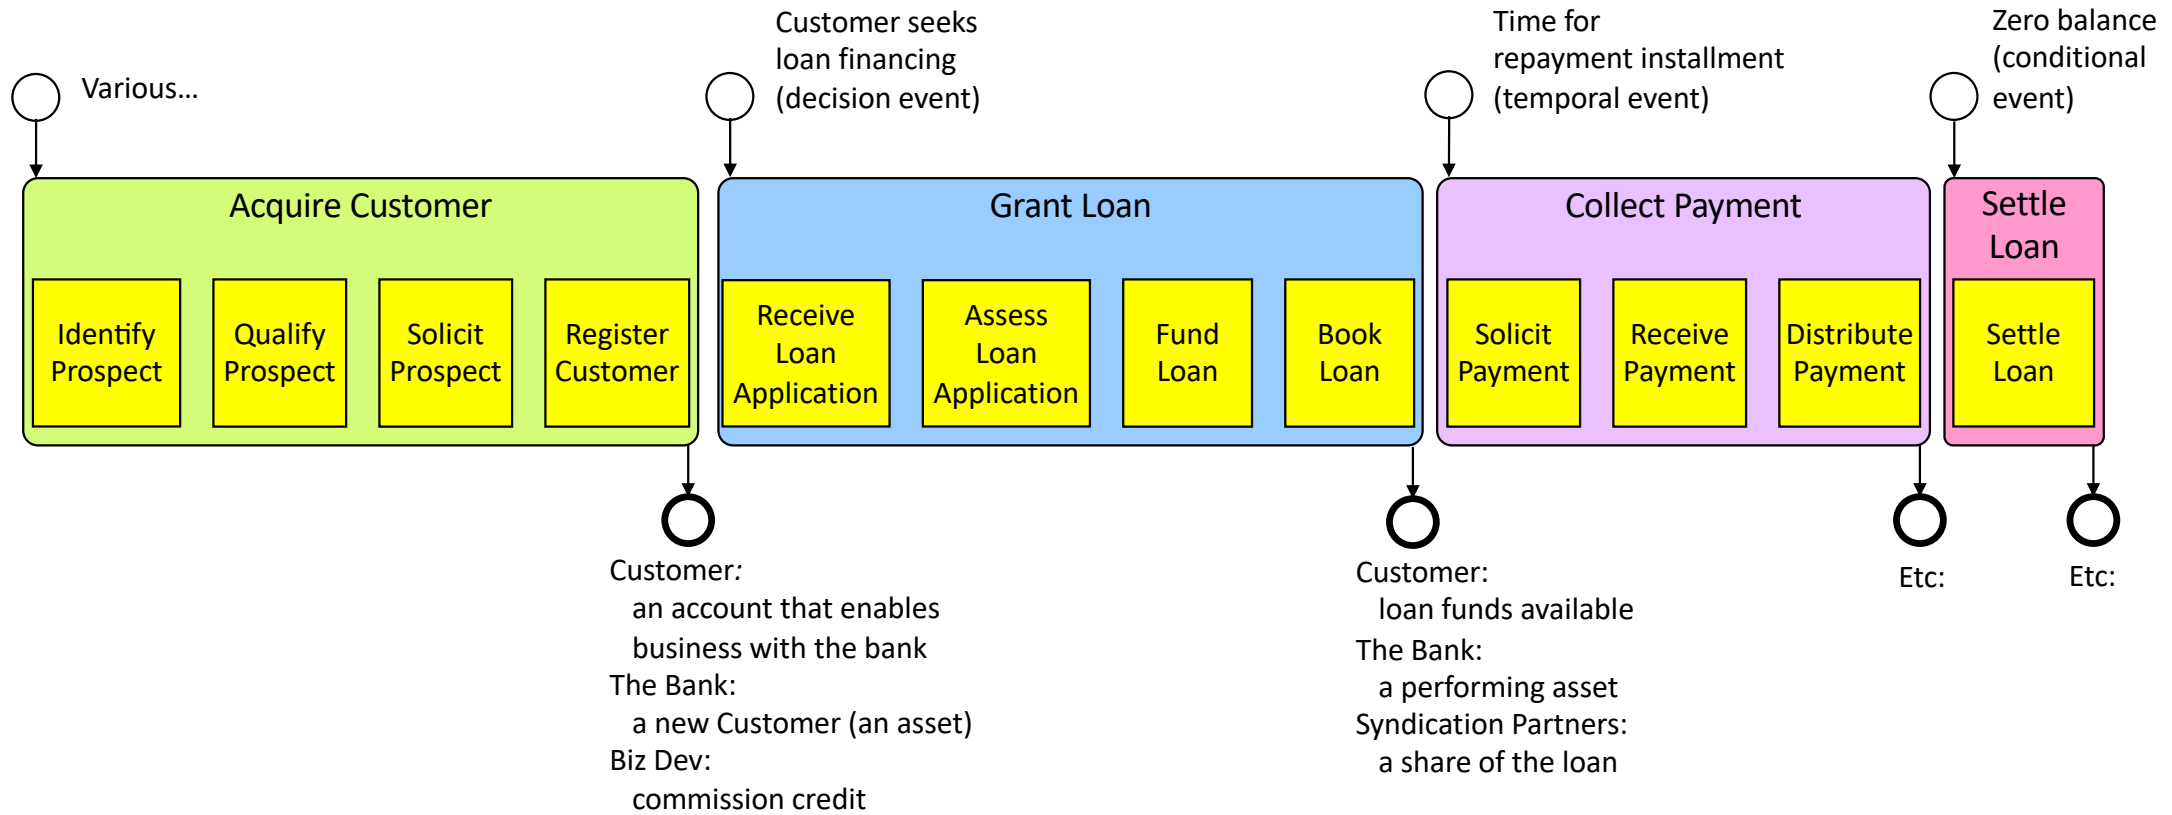 Various...
Customer seeks
loan financing
(decision event)
Time for
repayment installment
(temporal event)
Zero balance
(conditional
event)
Acquire Customer
Identify
Prospect
Qualify
Prospect
Solicit
Prospect
Register
Customer
Grant Loan
Receive
Loan
Application
Assess
Loan
Application
Fund
Loan
Book
Loan
Collect Payment
Solicit
Payment
Receive
Payment
Distribute
Payment
Settle
Loan
Settle
Loan
Customer:
an account that enables
business with the bank
The Bank:
a new Customer (an asset)
Biz Dev:
commission credit
Customer:
loan funds available
The Bank:
a performing asset
Syndication Partners:
a share of the loan
Etc:
Etc: